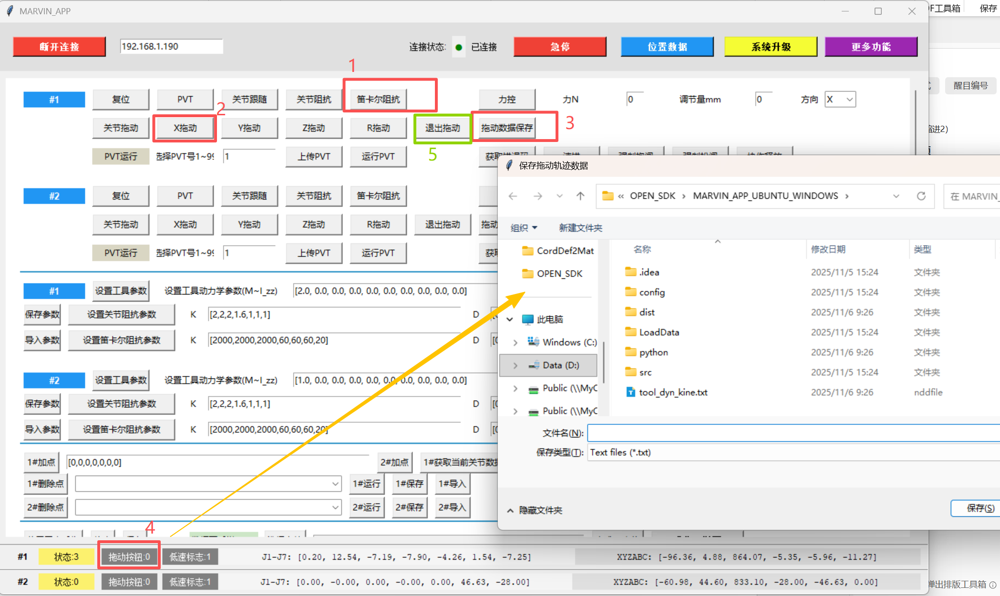 MARVIN_APP
F工具箱 保存
断开连接 192.168.1.190 连接状态: 已连接 急停 位置数据 系统升级 更多功能
1
醒目编号
#1 复位 PVT 关节跟随 关节阻抗 笛卡尔阻抗 力控 力N 0 调节量mm 0 方向 X
2
3
关节拖动 X拖动 Y拖动 Z拖动 R拖动 退出拖动 拖动数据保存
缩进2)
5
PVT运行 选择PVT号1~99 1 上传PVT 运行PVT
保存拖动轨迹数据
#2 复位 PVT 关节跟随 关节阻抗 笛卡尔阻抗
« OPEN_SDK › MARVIN_APP_UBUNTU_WINDOWS › 在 MARVIN_
关节拖动 X拖动 Y拖动 Z拖动 R拖动 退出拖动 拖动
组织 新建文件夹
PVT运行 选择PVT号1~99 1 上传PVT 运行PVT 获
名称 修改日期 类型
CordDef2Mat
OPEN_SDK
.idea 2025/11/5 15:24 文件夹
config 2025/11/5 15:24 文件夹
dist 2025/11/6 9:26 文件夹
LoadData 2025/11/5 15:24 文件夹
python 2025/11/6 9:26 文件夹
src 2025/11/5 15:24 文件夹
tool_dyn_kine.txt 2025/11/6 9:26 nddfile
此电脑
Windows (C:)
Data (D:)
Public (\\MyC
Public (\\MyC
文件名(N):
保存类型(T): Text files (*.txt)
隐藏文件夹 保存(S)
#1 设置工具参数 设置工具动力学参数(M~I_zz) [2.0, 0.0, 0.0, 0.0, 0.0, 0.0, 0.0, 0.0, 0.0, 0.0]
保存参数 设置关节阻抗参数 K [2,2,2,1.6,1,1,1] D
导入参数 设置笛卡尔阻抗参数 K [2000,2000,2000,60,60,60,20] D [0
#2 设置工具参数 设置工具动力学参数(M~I_zz) [1.0, 0.0, 0.0, 0.0, 0.0, 0.0, 0.0, 0.0, 0.0, 0.0]
保存参数 设置关节阻抗参数 K [2,2,2,1.6,1,1,1] D [0
导入参数 设置笛卡尔阻抗参数 K [2000,2000,2000,60,60,60,20] D [0
1#加点 [0,0,0,0,0,0,0] 2#加点 1#获取当前关节数据
1#删除点 1#运行 1#保存 1#导入
2#删除点 2#运行 2#保存 2#导入
4
#1 状态:3 拖动按钮:0 低速标志:1 J1-J7: [0.20, 12.54, -7.19, -7.90, -4.26, 1.54, -7.25] XYZABC: [-96.36, 4.88, 864.07, -5.35, -5.96, -11.27]
#2 状态:0 拖动按钮:0 低速标志:1 J1-J7: [0.00, -0.00, 0.00, -0.00, 0.00, 46.63, -28.00] XYZABC: [-60.98, 44.60, 833.10, -28.00, -46.63, 0.00]
弹出排版工具箱